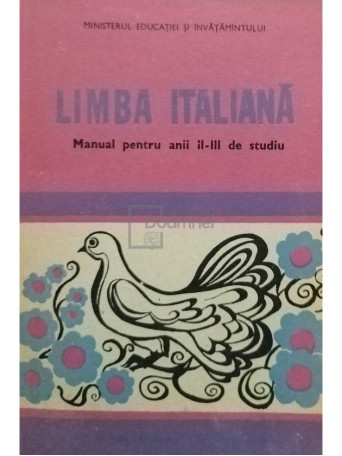 MINISTERUL EDUCAȚIEI ȘI ÎNVĂȚĂMÎNTULUI
LIMBA ITALIANĂ
Manual pentru anii II-III de studiu